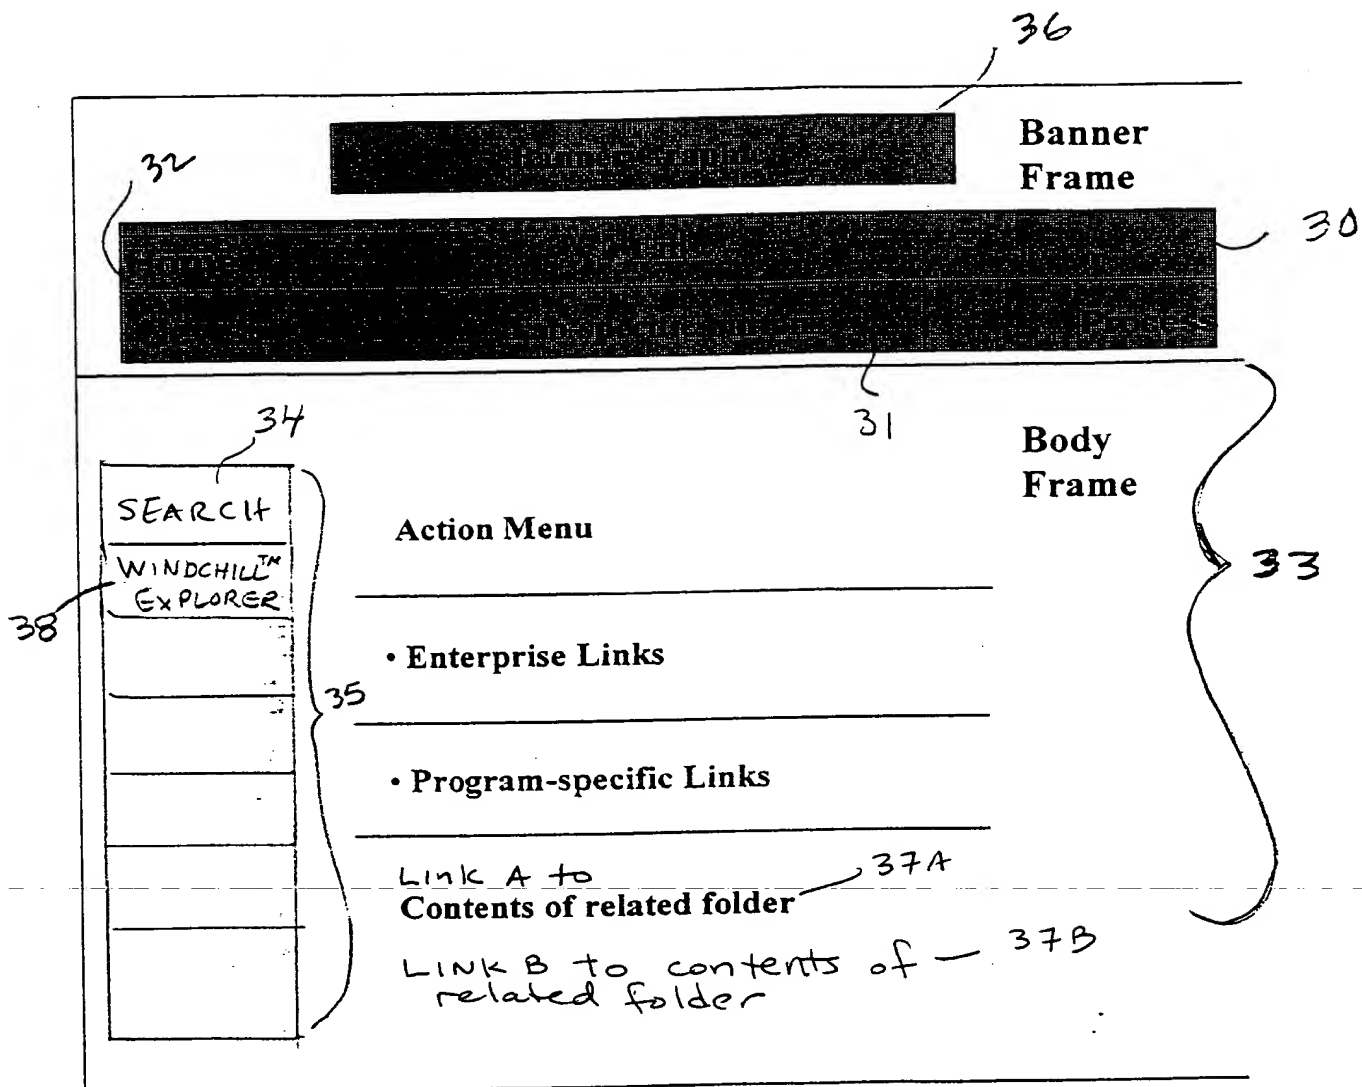 36
Banner
Frame
32
30
31
34
Body
Frame
SEARCH
Action Menu
WINDCHILL™
EXPLORER
33
38
• Enterprise Links
35
• Program-specific Links
Link A to
37A
Contents of related folder
LINK B to contents of
37B
related folder